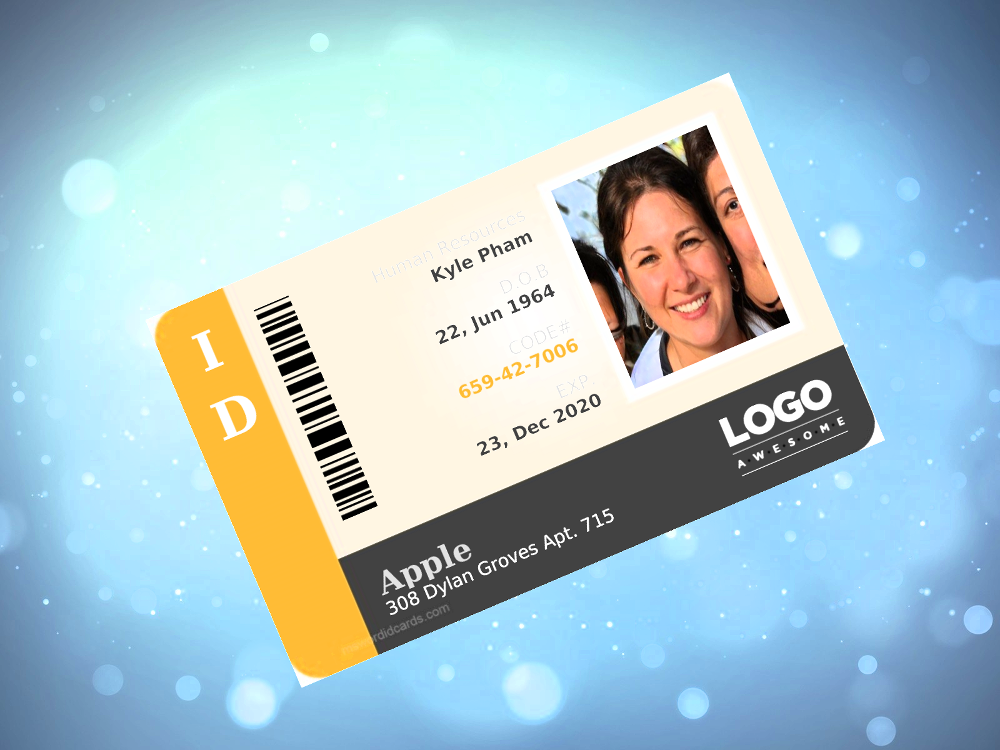 I
D
Human Resources
Kyle Pham
D.O.B
22, Jun 1964
CODE#
659-42-7006
EXP.
23, Dec 2020
LOGO
A•W•E•S•O•M•E
Apple
308 Dylan Groves Apt. 715